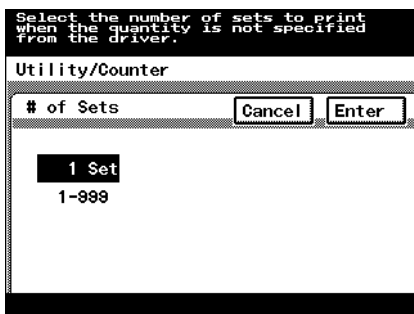 Select the number of sets to print
when the quantity is not specified
from the driver.
Utility/Counter
# of Sets
Cancel
Enter
1 Set
1-999